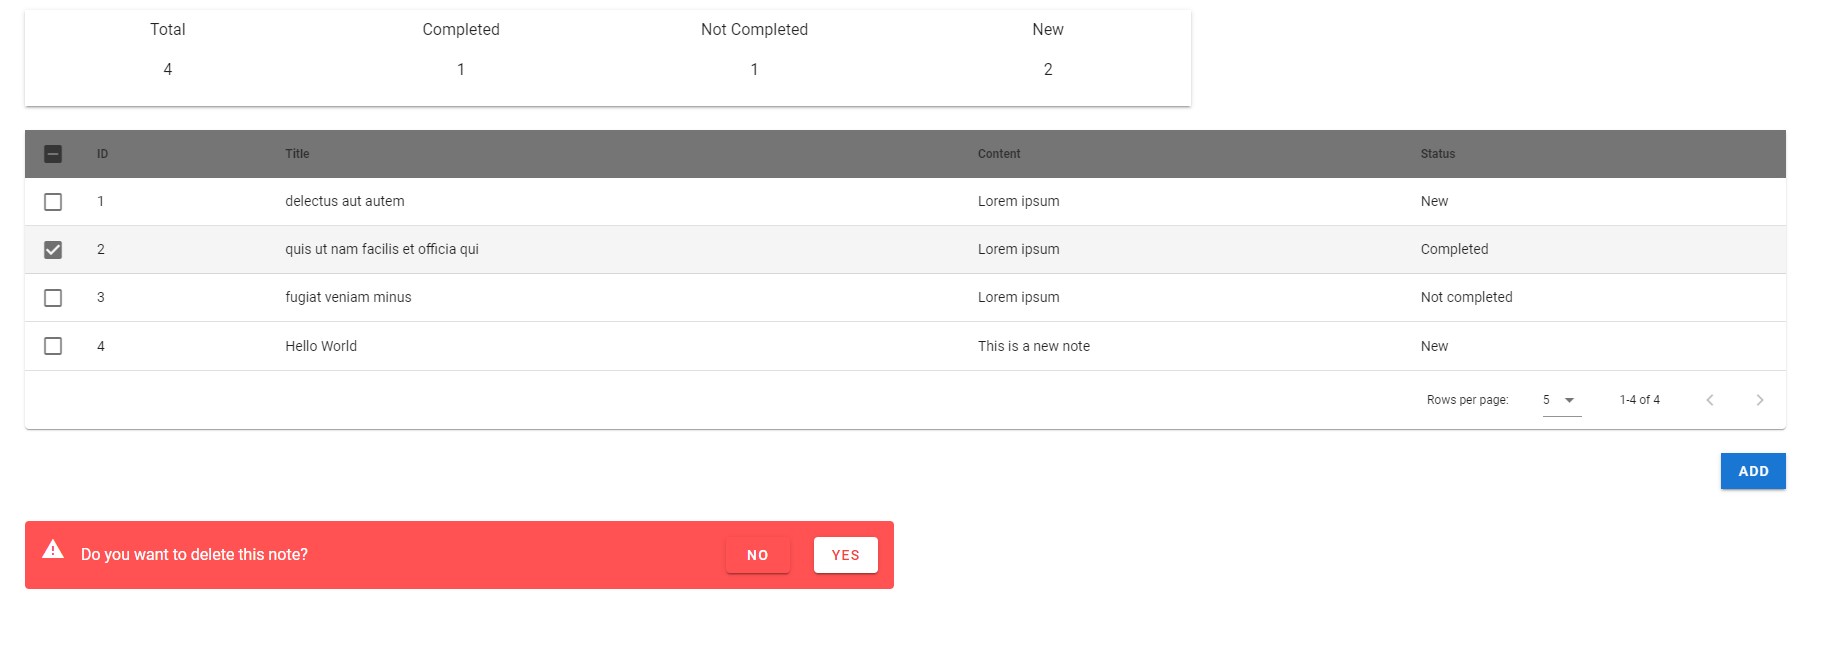 Total Completed Not Completed New
4 1 1 2
ID Title Content Status
1 delectus aut autem Lorem ipsum New
2 quis ut nam facilis et officia qui Lorem ipsum Completed
3 fugiat veniam minus Lorem ipsum Not completed
4 Hello World This is a new note New
Rows per page: 5 1-4 of 4
ADD
Do you want to delete this note? NO YES